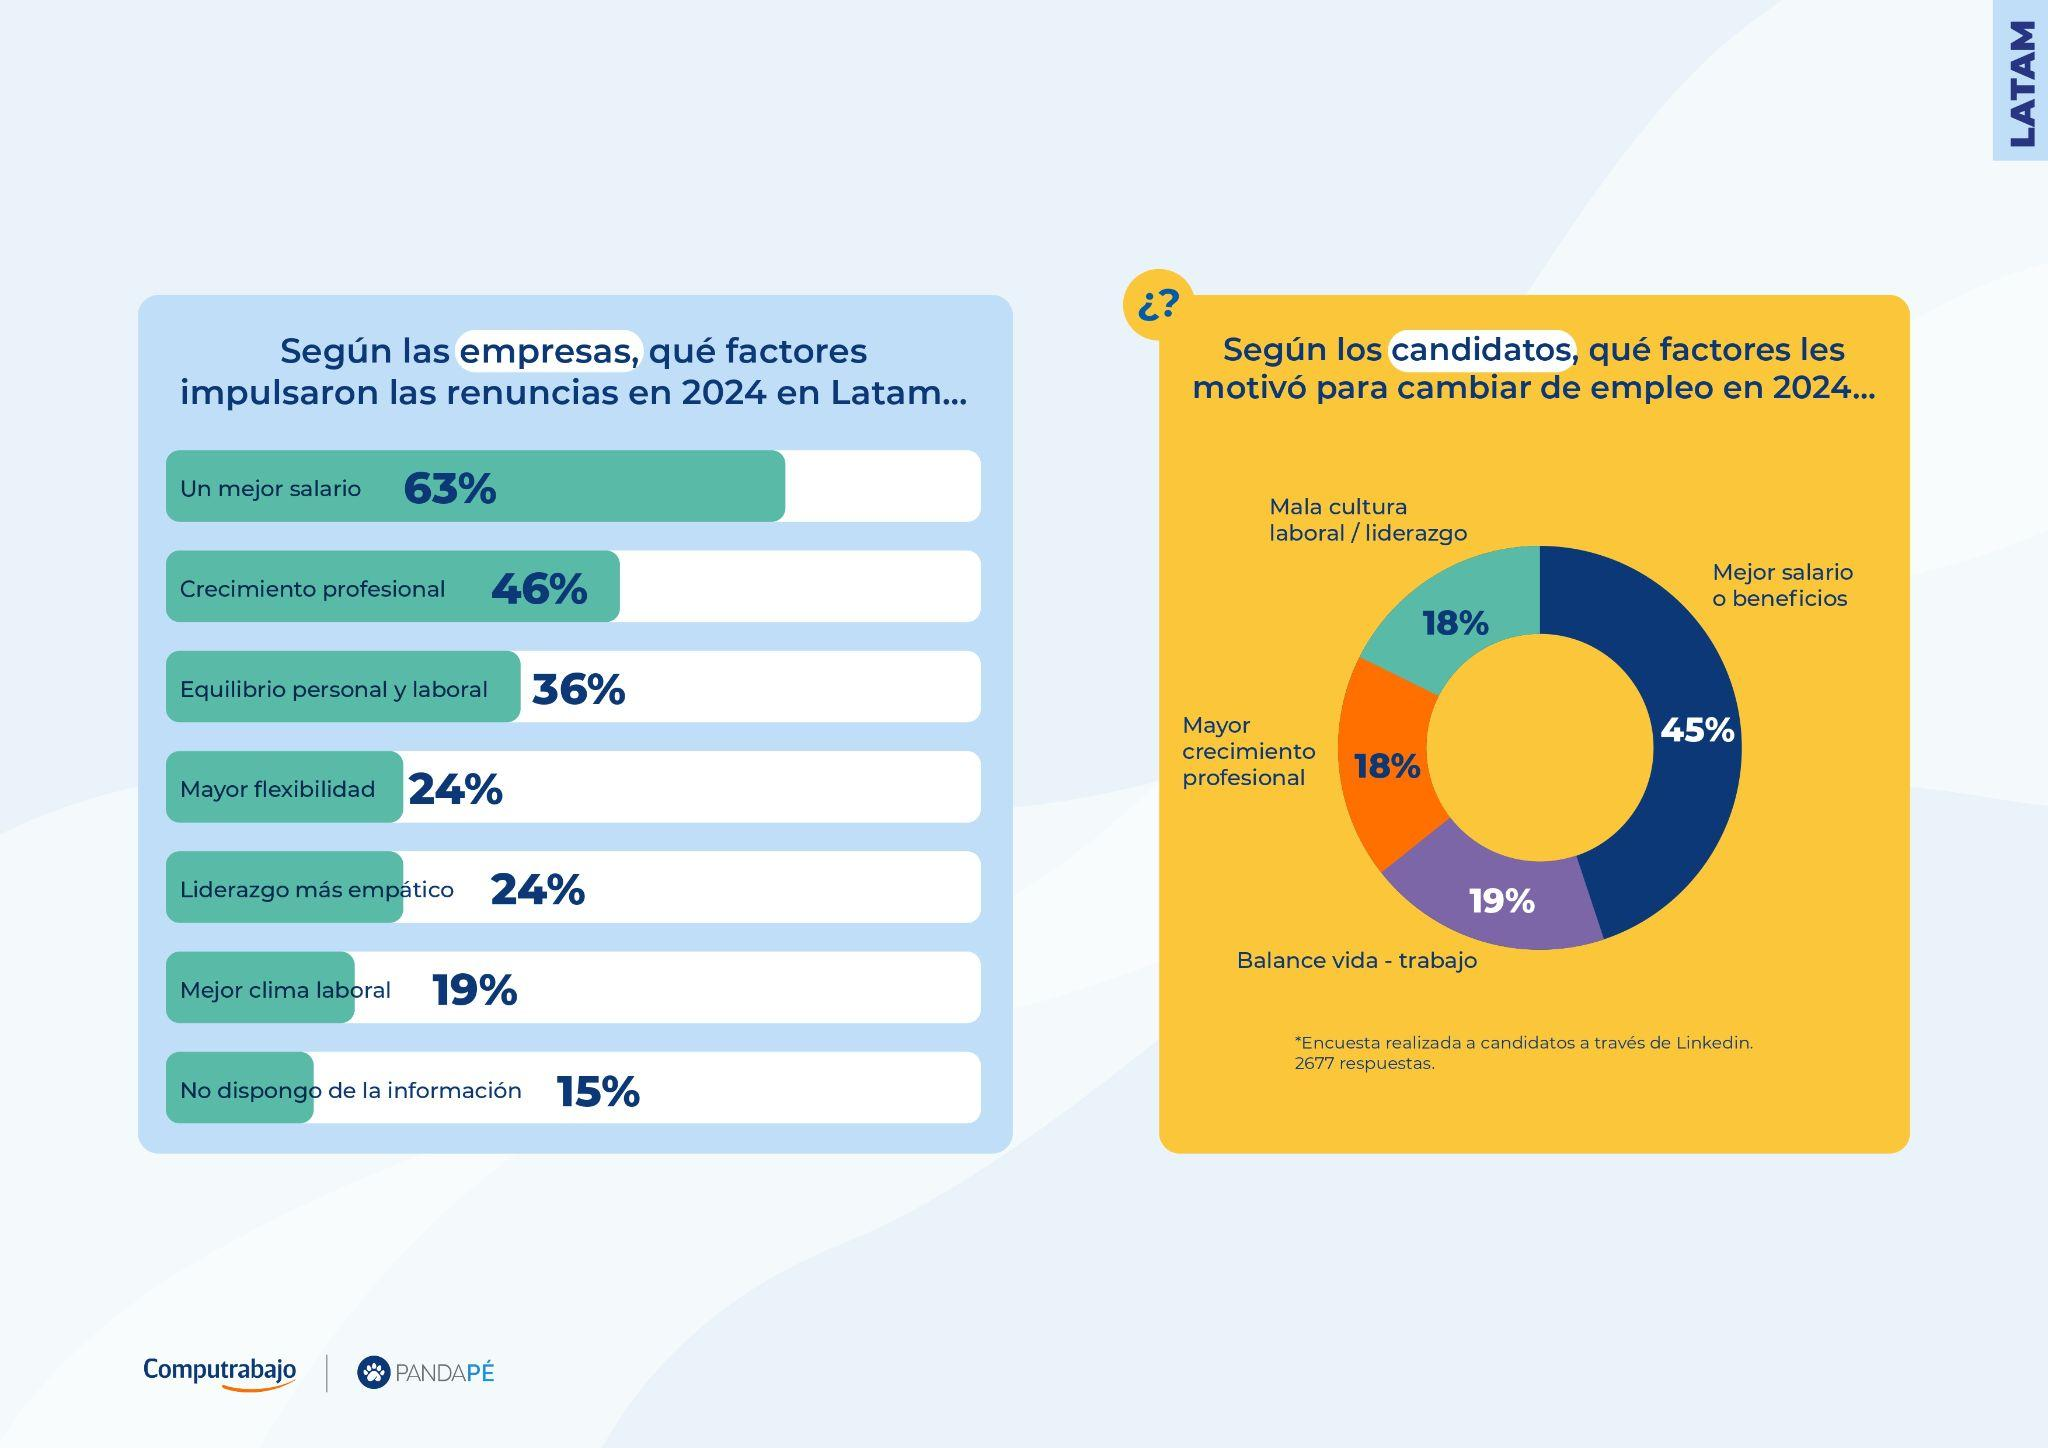 LATAM
Según las empresas, qué factores
impulsaron las renuncias en 2024 en Latam...
Un mejor salario 63%
Crecimiento profesional 46%
Equilibrio personal y laboral 36%
Mayor flexibilidad 24%
Liderazgo más empático 24%
Mejor clima laboral 19%
No dispongo de la información 15%
¿?
Según los candidatos, qué factores les
motivó para cambiar de empleo en 2024...
Mala cultura
laboral / liderazgo
18%
Mejor salario
o beneficios
45%
Mayor
crecimiento
profesional
18%
19%
Balance vida - trabajo
*Encuesta realizada a candidatos a través de Linkedin.
2677 respuestas.
Computrabajo
PANDAPÉ